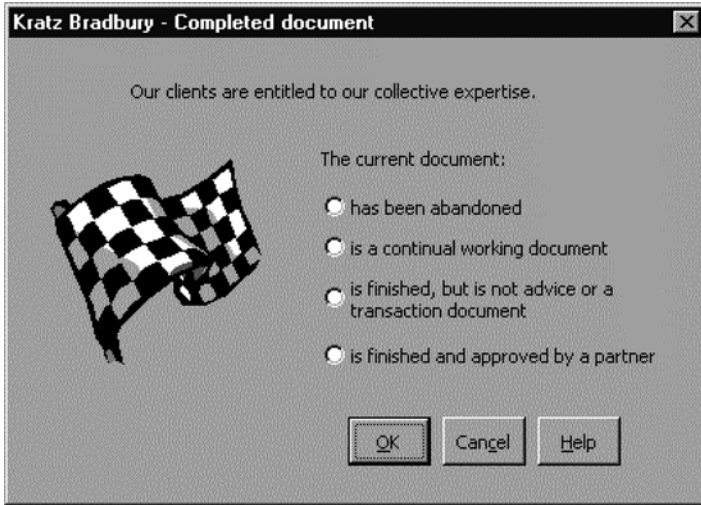 Kratz Bradbury - Completed document
Our clients are entitled to our collective expertise.
The current document:
has been abandoned
is a continual working document
is finished, but is not advice or a
transaction document
is finished and approved by a partner
OK
Cancel
Help